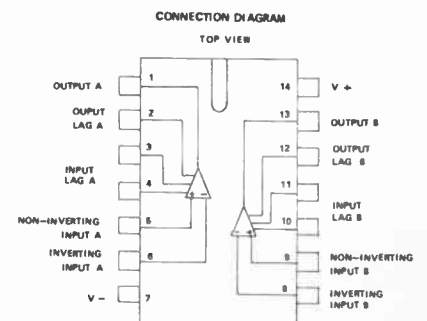 CONNECTION DIAGRAM
TOP VIEW
OUTPUT A
1
OUPUT
LAG A
2
3
INPUT
LAG A
4
NON-INVERTING
INPUT A
5
INVERTING
INPUT A
6
V -
7
14
V +
13
OUTPUT B
12
OUTPUT
LAG B
11
INPUT
LAG B
10
9
NON-INVERTING
INPUT B
8
INVERTING
INPUT B
+ -
+ -